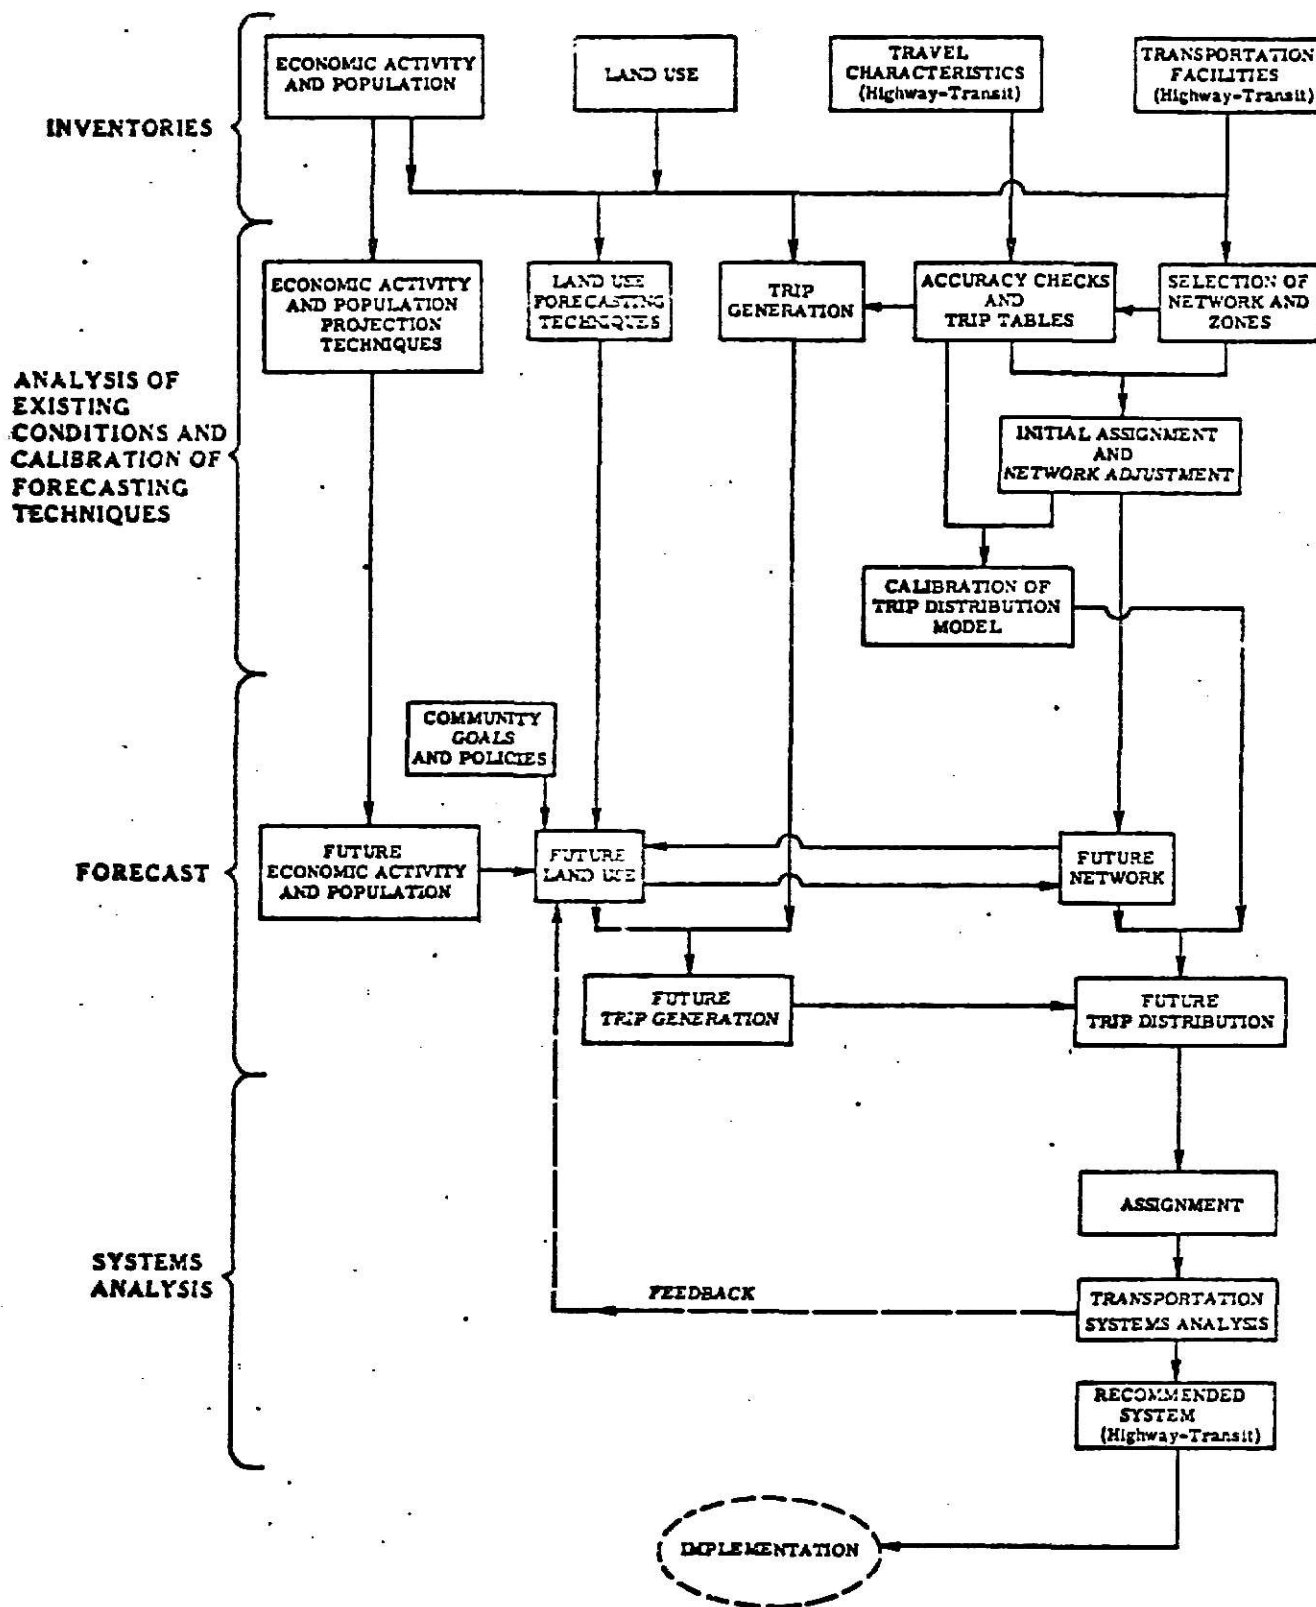 INVENTORIES
ECONOMIC ACTIVITY
AND POPULATION
LAND USE
TRAVEL
CHARACTERISTICS
(Highway-Transit)
TRANSPORTATION
FACILITIES
(Highway-Transit)
ANALYSIS OF
EXISTING
CONDITIONS AND
CALIBRATION OF
FORECASTING
TECHNIQUES
ECONOMIC ACTIVITY
AND POPULATION
PROJECTION
TECHNIQUES
LAND USE
FORECASTING
TECHNIQUES
TRIP
GENERATION
ACCURACY CHECKS
AND
TRIP TABLES
SELECTION OF
NETWORK AND
ZONES
INITIAL ASSIGNMENT
AND
NETWORK ADJUSTMENT
CALIBRATION OF
TRIP DISTRIBUTION
MODEL
FORECAST
COMMUNITY
GOALS
AND POLICIES
FUTURE
ECONOMIC ACTIVITY
AND POPULATION
FUTURE
LAND USE
FUTURE
NETWORK
FUTURE
TRIP GENERATION
FUTURE
TRIP DISTRIBUTION
SYSTEMS
ANALYSIS
ASSIGNMENT
FEEDBACK
TRANSPORTATION
SYSTEMS ANALYSIS
RECOMMENDED
SYSTEM
(Highway-Transit)
IMPLEMENTATION